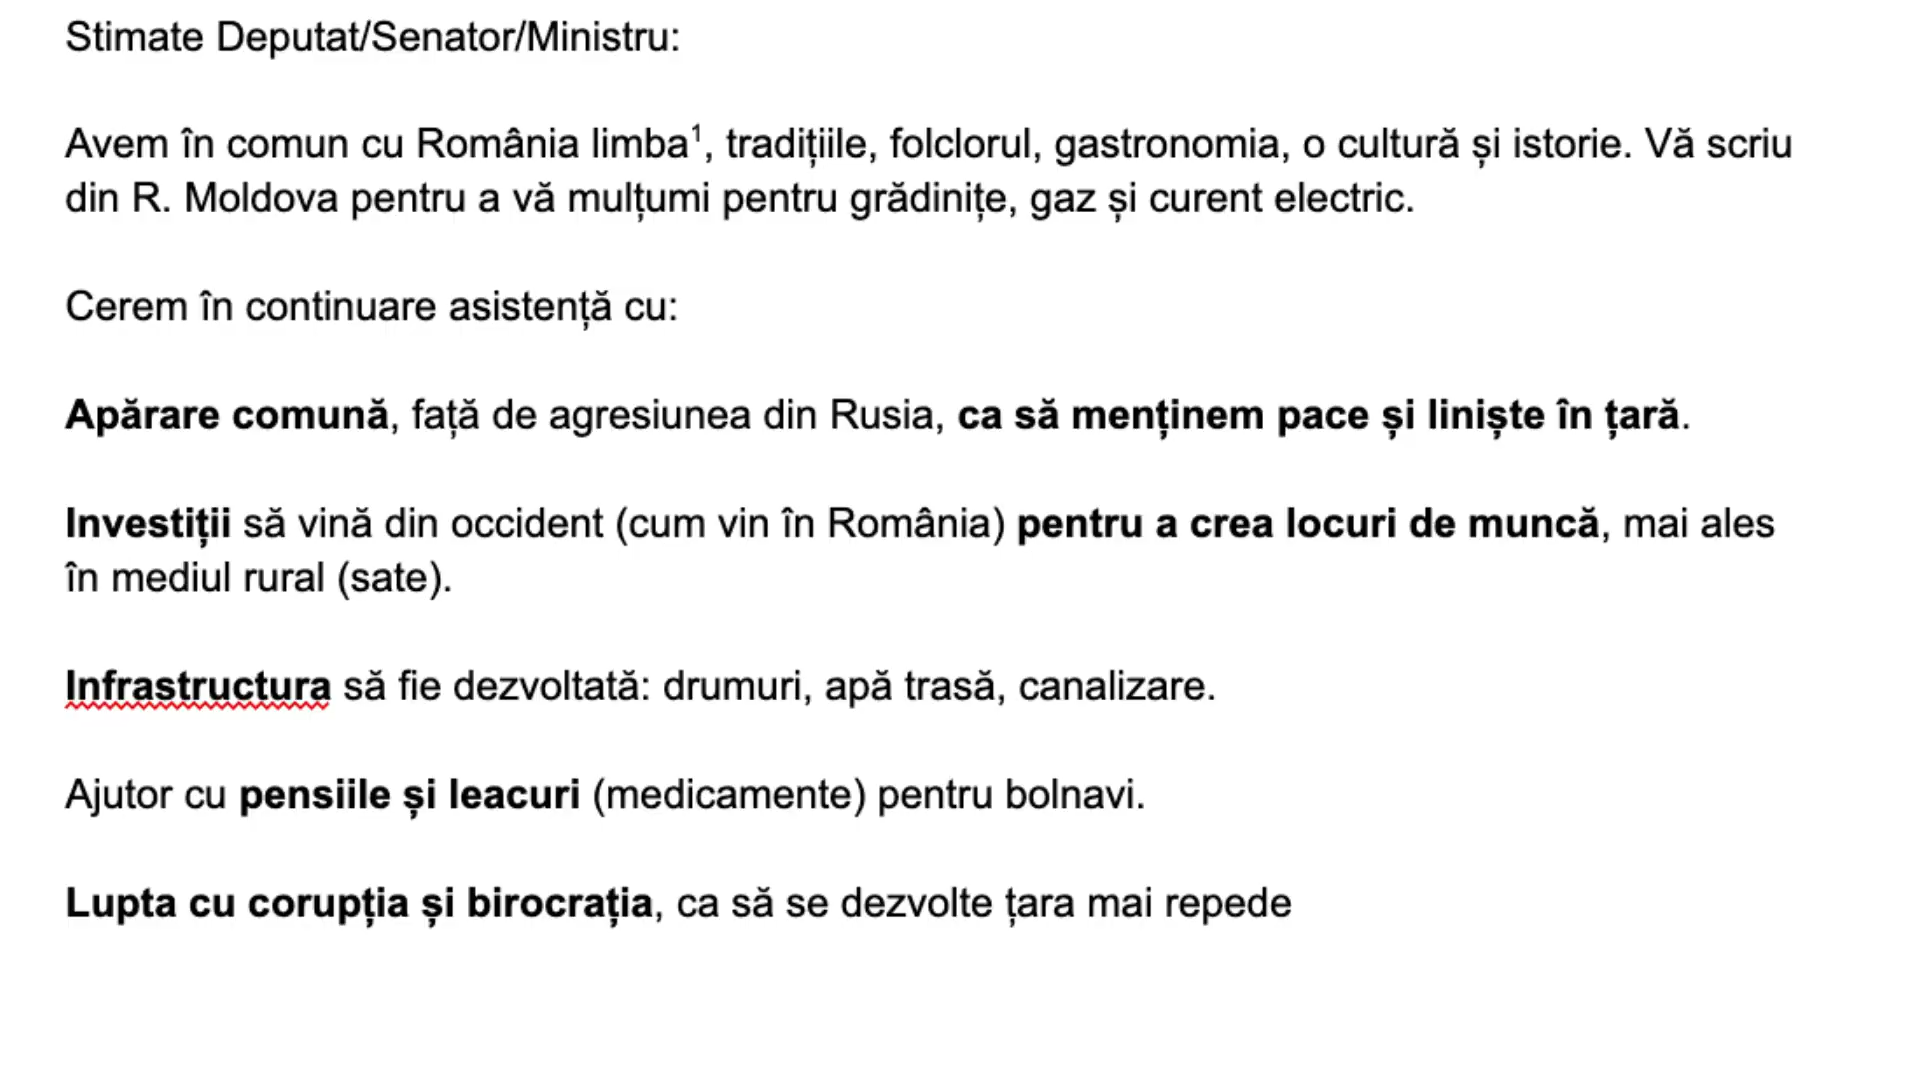 Stimate Deputat/Senator/Ministru:
Avem în comun cu România limba¹, tradițiile, folclorul, gastronomia, o cultură și istorie. Vă scriu
din R. Moldova pentru a vă mulțumi pentru grădinițe, gaz și curent electric.
Cerem în continuare asistență cu:
Apărare comună, față de agresiunea din Rusia, ca să menținem pace și liniște în țară.
Investiții să vină din occident (cum vin în România) pentru a crea locuri de muncă, mai ales
în mediul rural (sate).
Infrastructura să fie dezvoltată: drumuri, apă trasă, canalizare.
Ajutor cu pensiile și leacuri (medicamente) pentru bolnavi.
Lupta cu corupția și birocrația, ca să se dezvolte țara mai repede